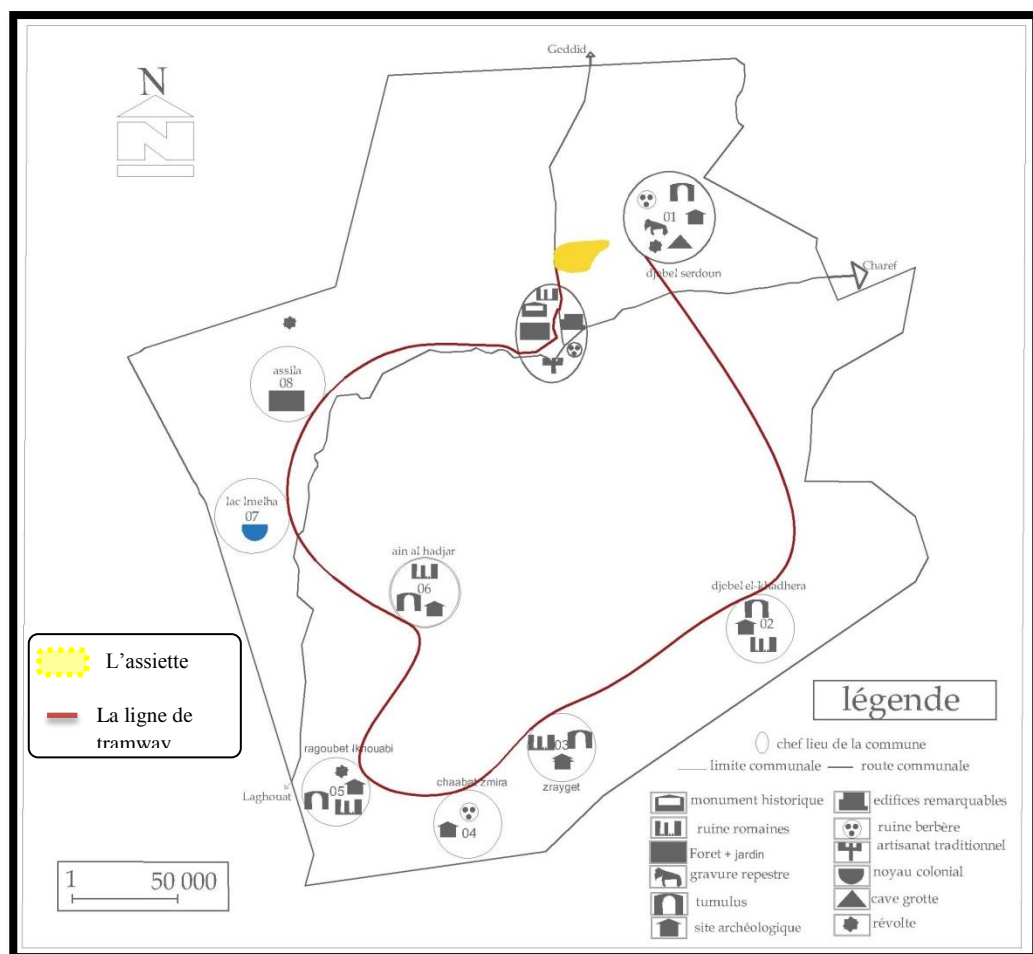 Geddid
N
01
djebel serdoun
Charef
assila
08
lac lmelha
07
ain al hadjar
06
djebel el-khadhera
02
L'assiette
La ligne de
tramway
ragoubet lkhouabi
05
Laghouat
chaabat zmira
04
03
zrayget
1 50 000
légende
chef lieu de la commune
limite communale
route communale
monument historique
ruine romaines
Foret + jardin
gravure repestre
tumulus
site archéologique
edifices remarquables
ruine berbère
artisanat traditionnel
noyau colonial
cave grotte
révolte